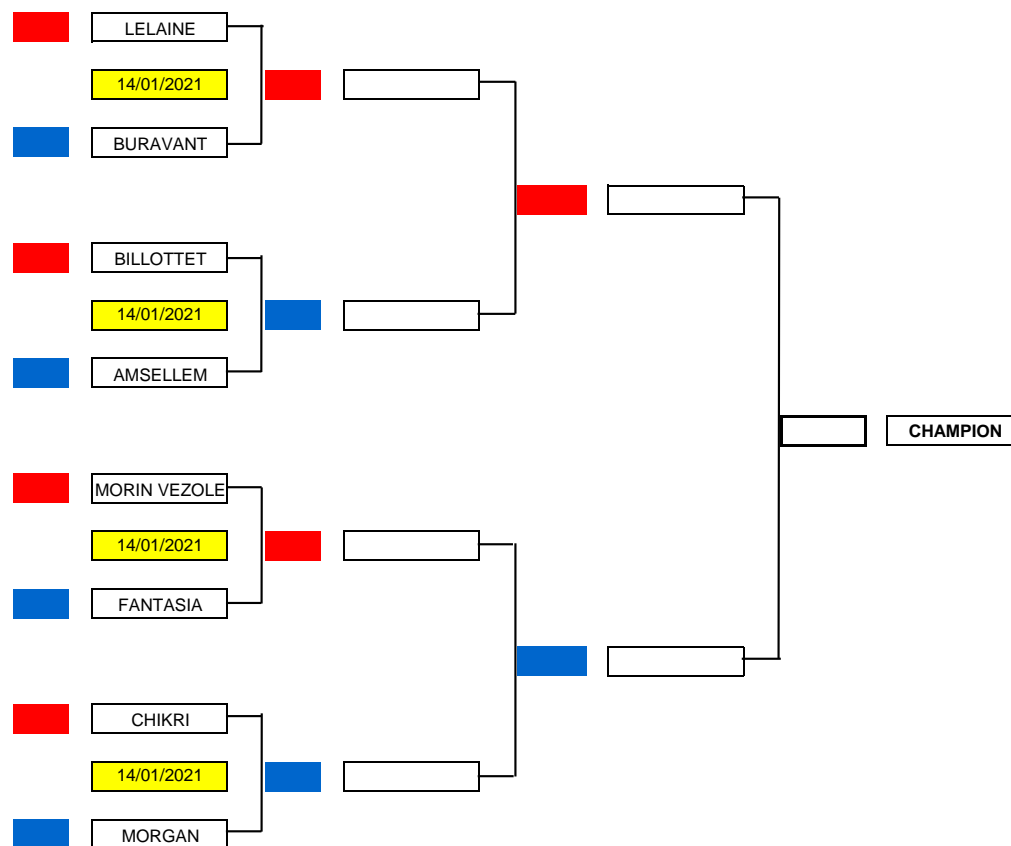 LELAINE
14/01/2021
BURAVANT
BILLOTTET
14/01/2021
AMSELLEM
CHAMPION
MORIN VEZOLE
14/01/2021
FANTASIA
CHIKRI
14/01/2021
MORGAN